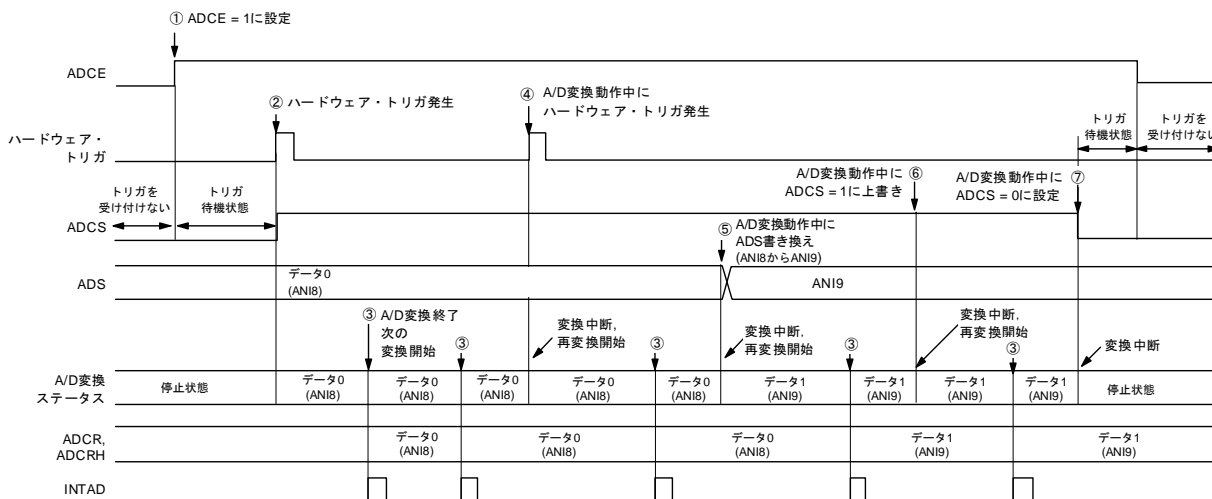 ① ADCE = 1に設定
ADCE
② ハードウェア・トリガ発生
④ A/D変換動作中に
ハードウェア・トリガ発生
ハードウェア・
トリガ
トリガ
待機状態
トリガを
受け付けない
トリガを
受け付けない
トリガ
待機状態
A/D変換動作中に ⑥
ADCS = 1に上書き
A/D変換動作中に ⑦
ADCS = 0に設定
ADCS
⑤ A/D変換動作中に
ADS書き換え
(ANI8からANI9)
ADS
データ0
(ANI8)
ANI9
③ A/D変換終了
次の
変換開始
③
変換中断,
再変換開始
③
変換中断,
再変換開始
③
変換中断,
再変換開始
③
変換中断
A/D変換
ステータス
停止状態
データ0
(ANI8)
データ0
(ANI8)
データ0
(ANI8)
データ0
(ANI8)
データ0
(ANI8)
データ1
(ANI9)
データ1
(ANI9)
データ1
(ANI9)
データ1
(ANI9)
停止状態
ADCR,
ADCRH
データ0
(ANI8)
データ0
(ANI8)
データ0
(ANI8)
データ1
(ANI9)
データ1
(ANI9)
INTAD